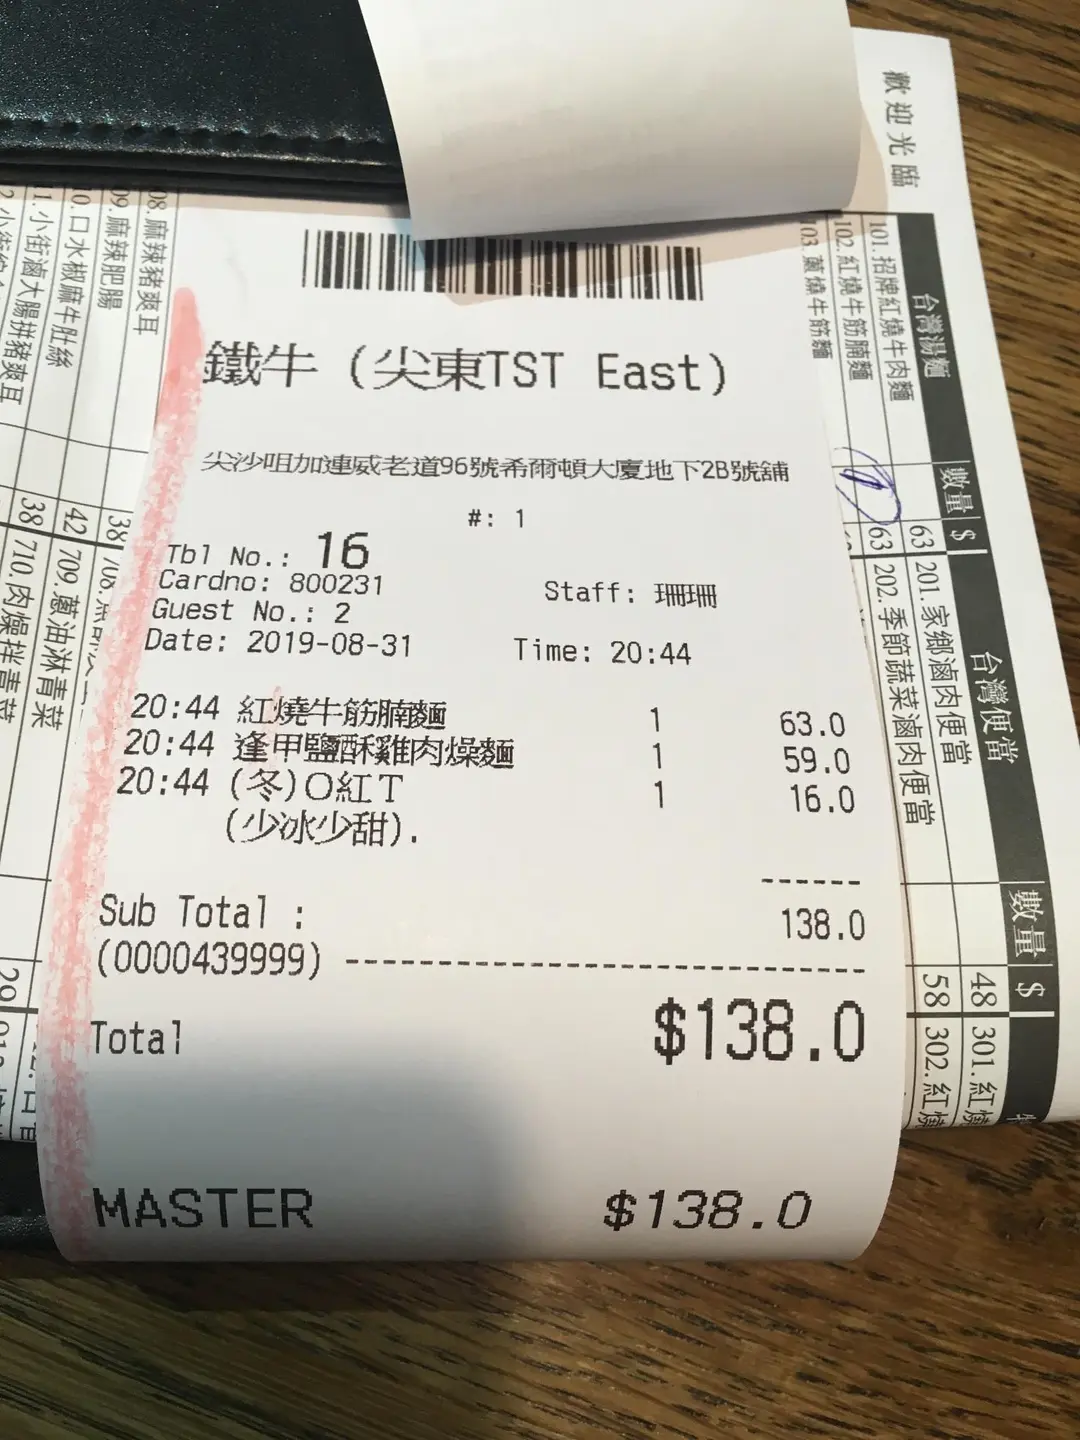 鐵牛 (尖東TST East)
尖沙咀加連威老道96號希爾頓大廈地下2B號舖
#: 1
Tbl No.: 16
Cardno: 800231
Staff: 珊珊
Guest No.: 2
Date: 2019-08-31
Time: 20:44
20:44 紅燒牛筋腩麵 1 63.0
20:44 逢甲鹽酥雞肉燥麵 1 59.0
20:44 (冬)O紅T 1 16.0
(少冰少甜).
------
Sub Total : 138.0
(0000439999) --------------------------------
Total $138.0
MASTER $138.0
歡迎光臨
台灣湯麵 數量 $ 台灣便當 數量 $
101. 招牌紅燒牛肉麵 63 201. 家鄉滷肉便當 48 301. 紅燒
102. 紅燒牛筋腩麵 63 202. 季節蔬菜滷肉便當 58 302. 紅燒
103. 蔥燒牛筋麵
08. 麻辣豬爽耳 38
09. 麻辣肥腸 42 709. 蔥油淋青菜
10. 口水椒麻牛肚絲 38 710. 肉燥拌青菜
1. 小街滷大腸拼豬爽耳
29